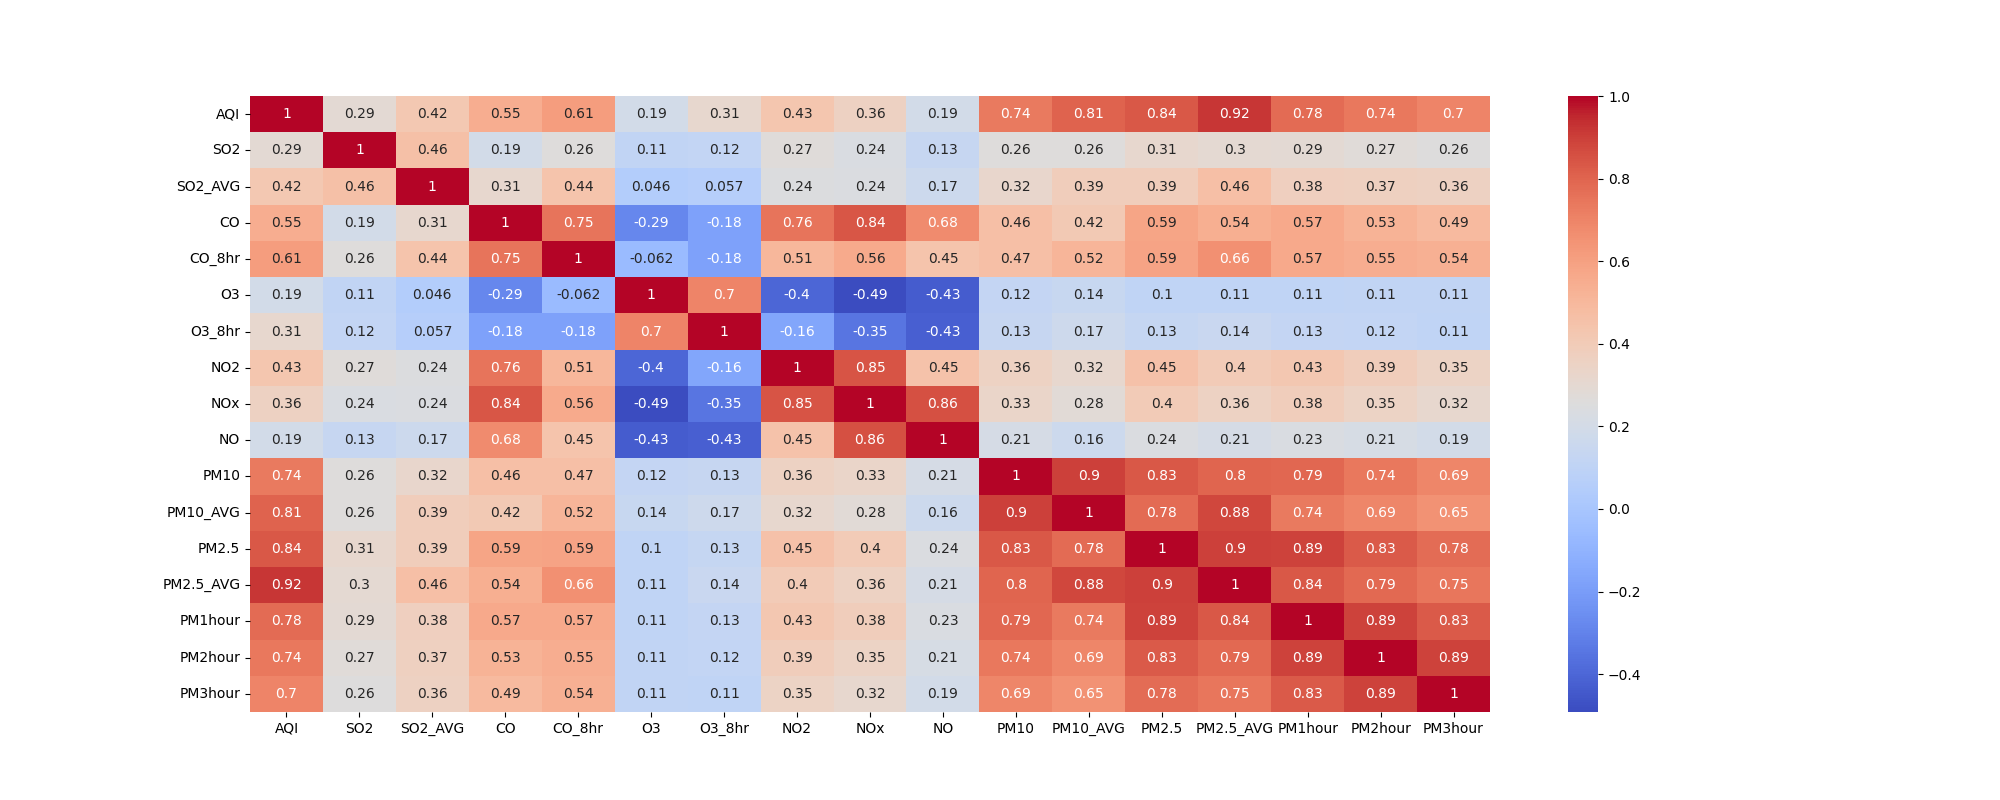 AQI 1 0.29 0.42 0.55 0.61 0.19 0.31 0.43 0.36 0.19 0.74 0.81 0.84 0.92 0.78 0.74 0.7
SO2 0.29 1 0.46 0.19 0.26 0.11 0.12 0.27 0.24 0.13 0.26 0.26 0.31 0.3 0.29 0.27 0.26
SO2_AVG 0.42 0.46 1 0.31 0.44 0.046 0.057 0.24 0.24 0.17 0.32 0.39 0.39 0.46 0.38 0.37 0.36
CO 0.55 0.19 0.31 1 0.75 -0.29 -0.18 0.76 0.84 0.68 0.46 0.42 0.59 0.54 0.57 0.53 0.49
CO_8hr 0.61 0.26 0.44 0.75 1 -0.062 -0.18 0.51 0.56 0.45 0.47 0.52 0.59 0.66 0.57 0.55 0.54
O3 0.19 0.11 0.046 -0.29 -0.062 1 0.7 -0.4 -0.49 -0.43 0.12 0.14 0.1 0.11 0.11 0.11 0.11
O3_8hr 0.31 0.12 0.057 -0.18 -0.18 0.7 1 -0.16 -0.35 -0.43 0.13 0.17 0.13 0.14 0.13 0.12 0.11
NO2 0.43 0.27 0.24 0.76 0.51 -0.4 -0.16 1 0.85 0.45 0.36 0.32 0.45 0.4 0.43 0.39 0.35
NOx 0.36 0.24 0.24 0.84 0.56 -0.49 -0.35 0.85 1 0.86 0.33 0.28 0.4 0.36 0.38 0.35 0.32
NO 0.19 0.13 0.17 0.68 0.45 -0.43 -0.43 0.45 0.86 1 0.21 0.16 0.24 0.21 0.23 0.21 0.19
PM10 0.74 0.26 0.32 0.46 0.47 0.12 0.13 0.36 0.33 0.21 1 0.9 0.83 0.8 0.79 0.74 0.69
PM10_AVG 0.81 0.26 0.39 0.42 0.52 0.14 0.17 0.32 0.28 0.16 0.9 1 0.78 0.88 0.74 0.69 0.65
PM2.5 0.84 0.31 0.39 0.59 0.59 0.1 0.13 0.45 0.4 0.24 0.83 0.78 1 0.9 0.89 0.83 0.78
PM2.5_AVG 0.92 0.3 0.46 0.54 0.66 0.11 0.14 0.4 0.36 0.21 0.8 0.88 0.9 1 0.84 0.79 0.75
PM1hour 0.78 0.29 0.38 0.57 0.57 0.11 0.13 0.43 0.38 0.23 0.79 0.74 0.89 0.84 1 0.89 0.83
PM2hour 0.74 0.27 0.37 0.53 0.55 0.11 0.12 0.39 0.35 0.21 0.74 0.69 0.83 0.79 0.89 1 0.89
PM3hour 0.7 0.26 0.36 0.49 0.54 0.11 0.11 0.35 0.32 0.19 0.69 0.65 0.78 0.75 0.83 0.89 1
AQI SO2 SO2_AVG CO CO_8hr O3 O3_8hr NO2 NOx NO PM10 PM10_AVG PM2.5 PM2.5_AVG PM1hour PM2hour PM3hour
1.0
0.8
0.6
0.4
0.2
0.0
−0.2
−0.4